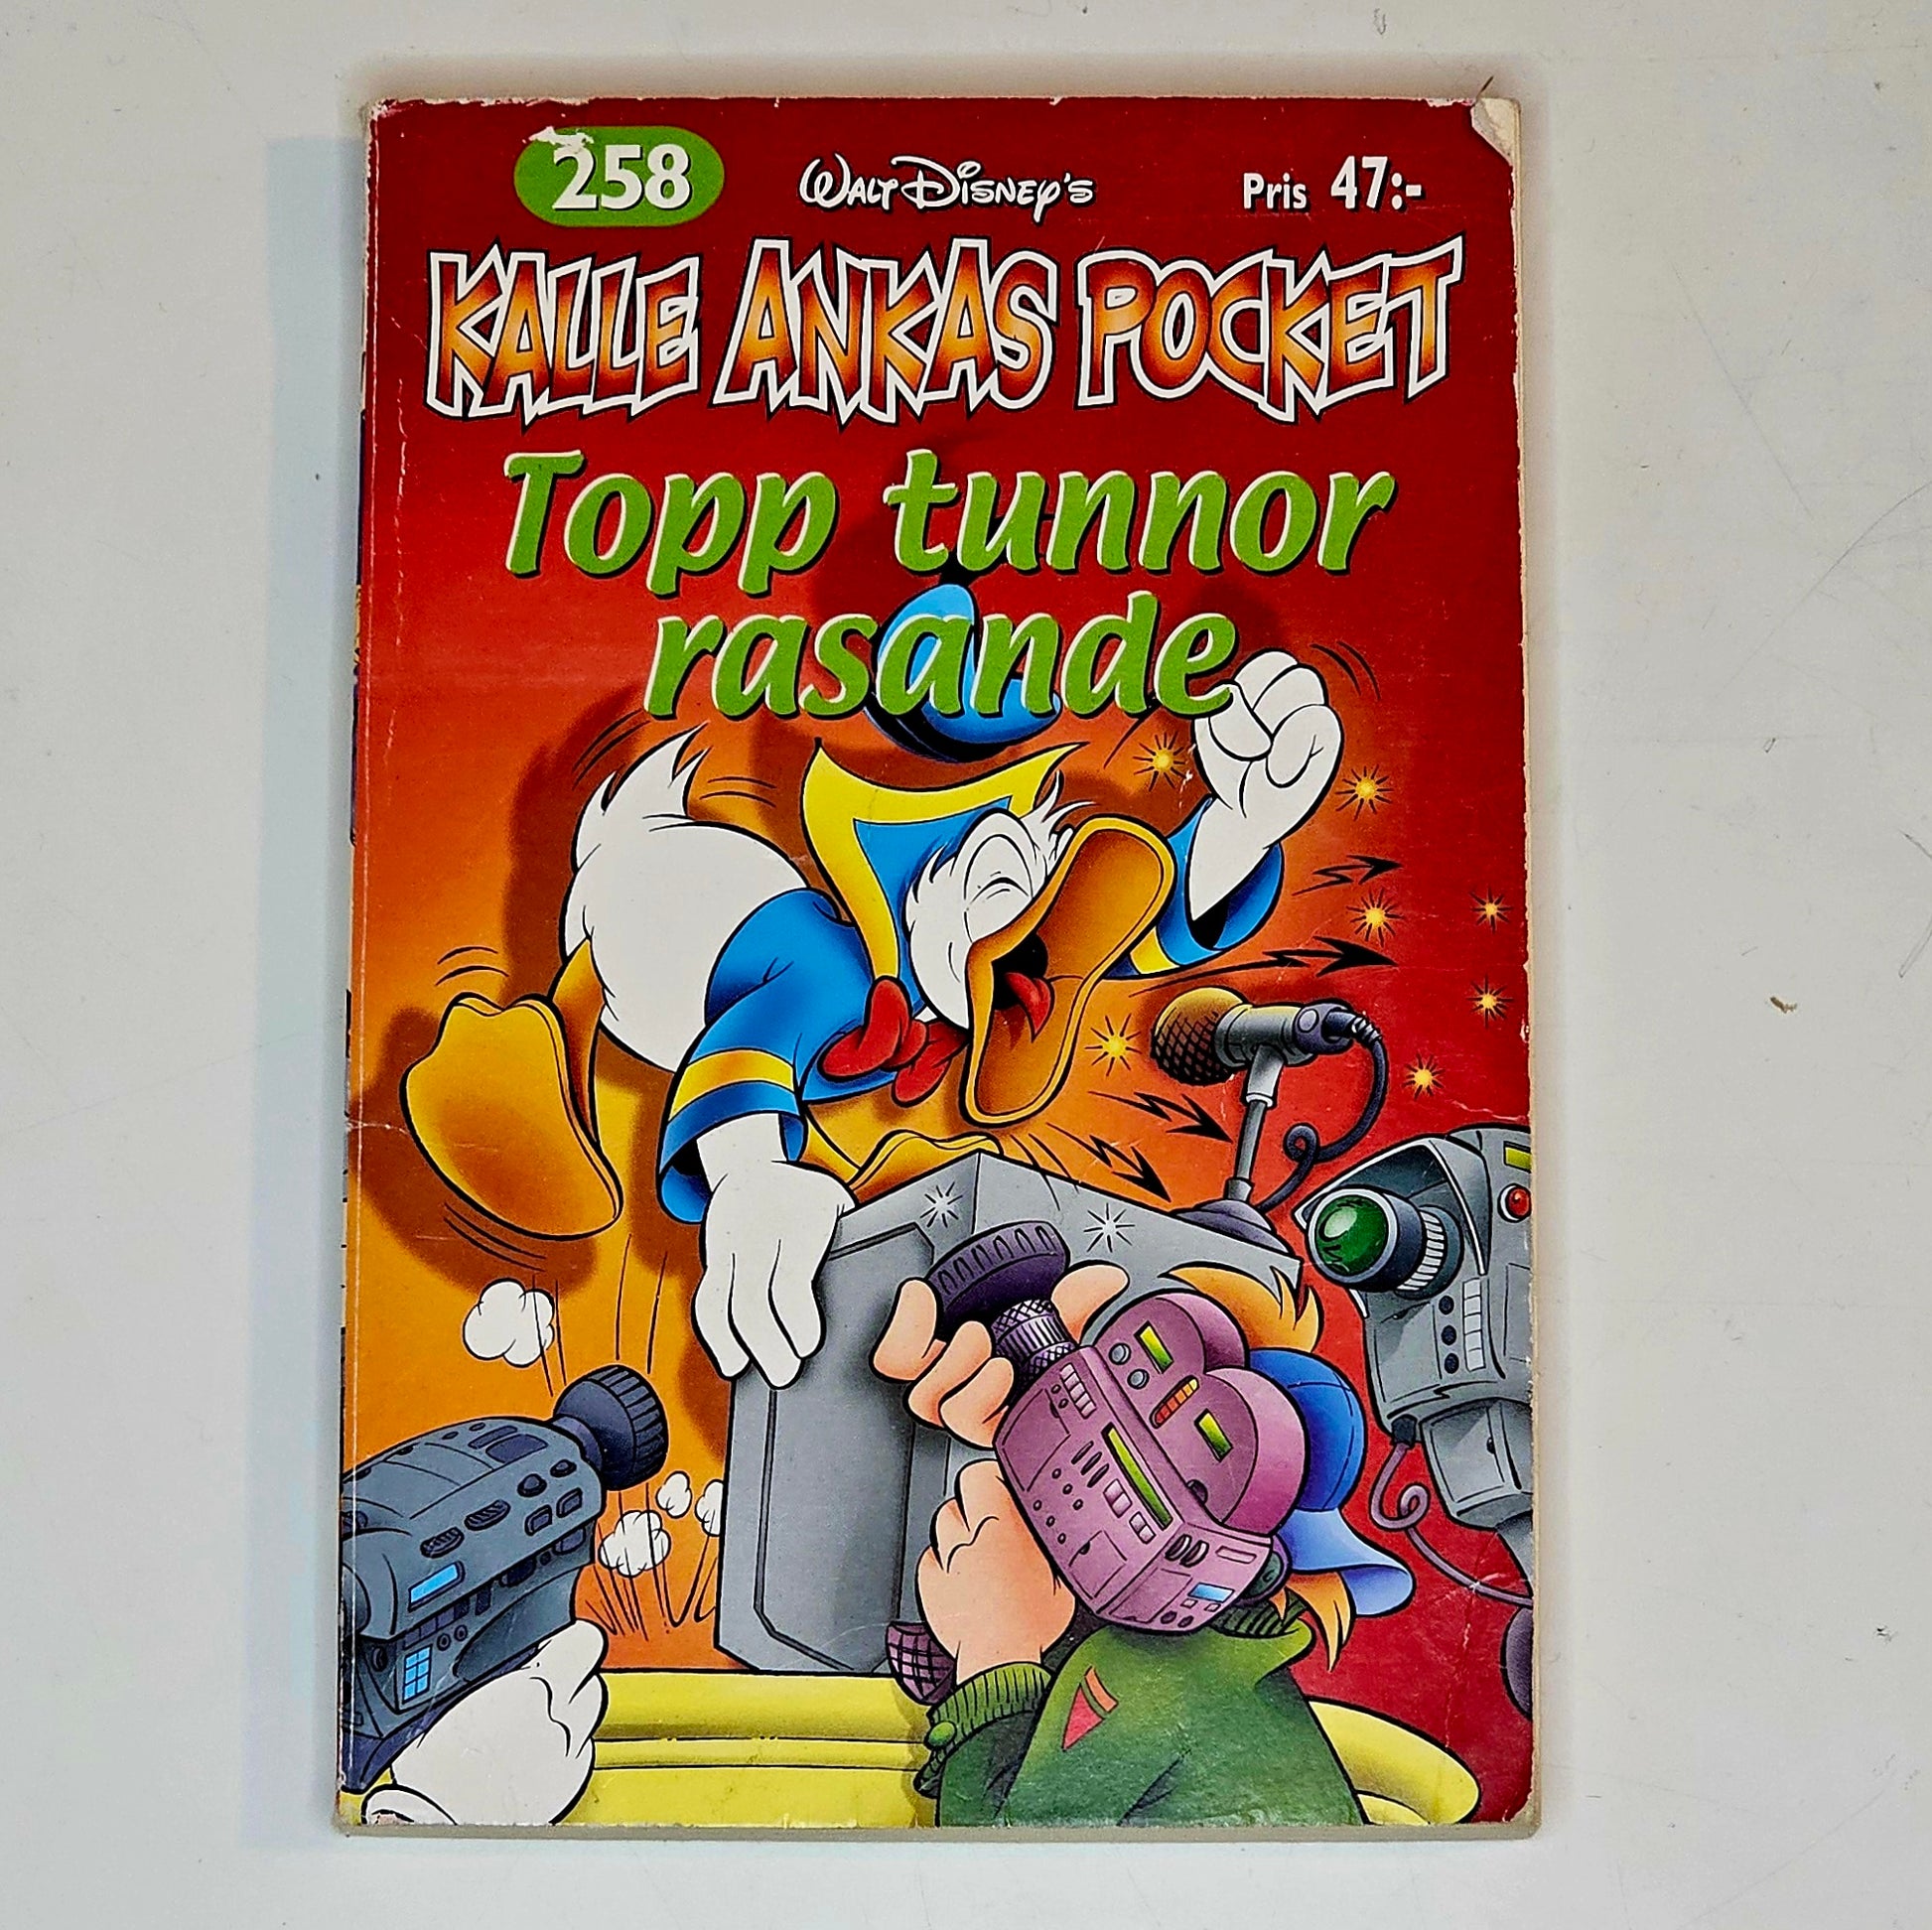 258 WALT DISNEY'S Pris 47:-
KALLE ANKAS POCKET
Topp tunnor
rasande